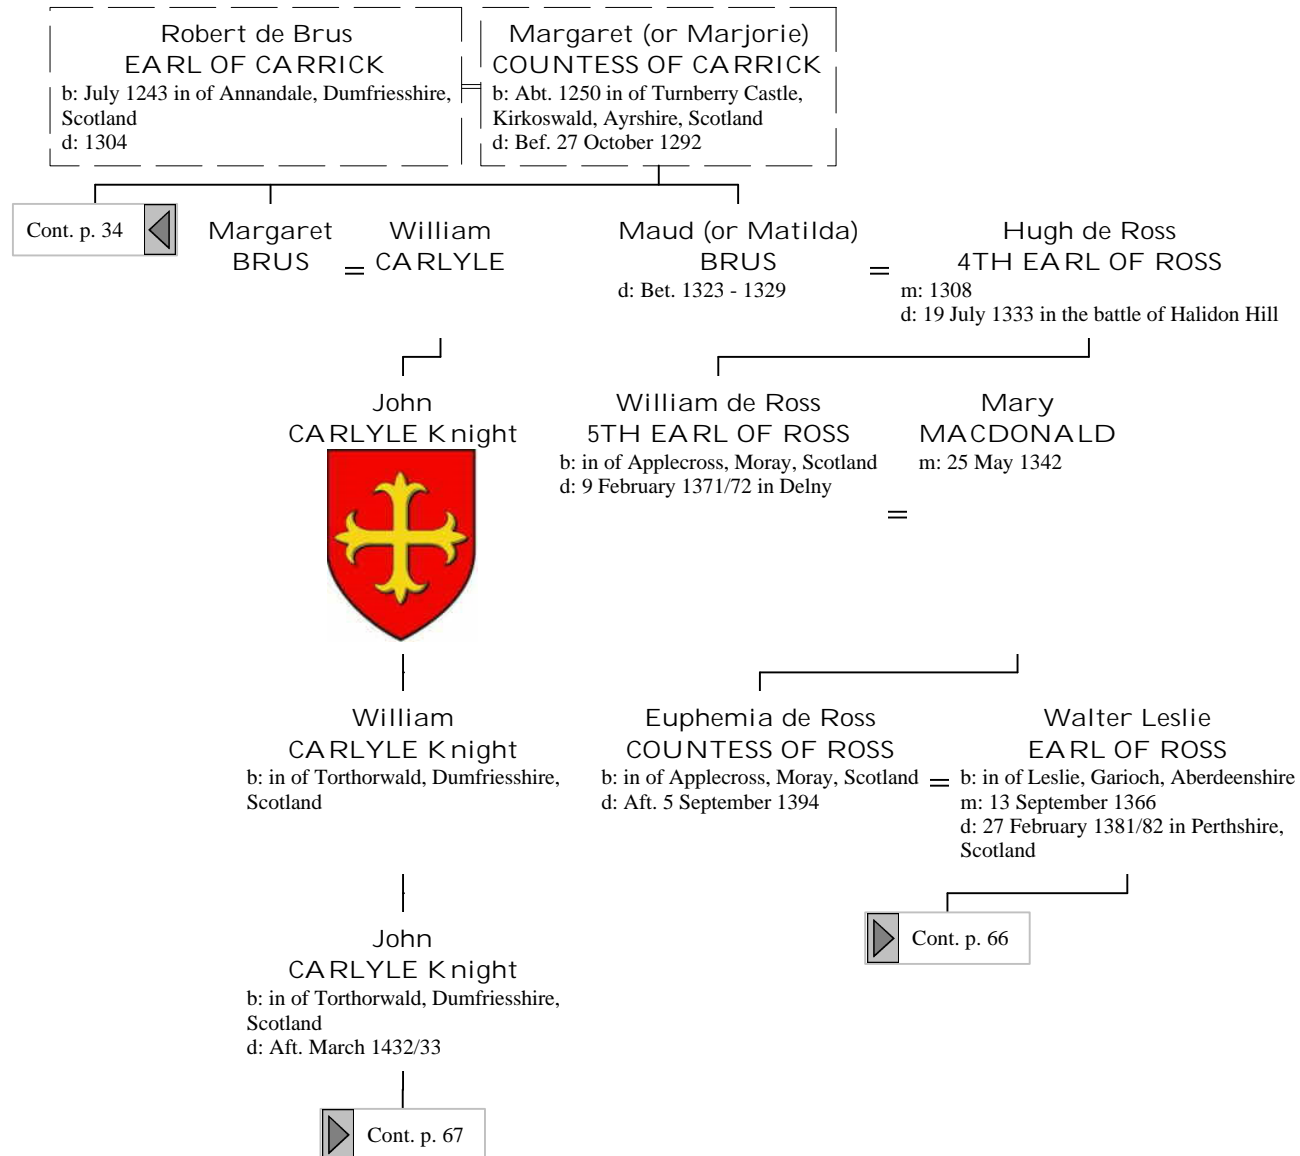 Robert de Brus
EARL OF CARRICK
b: July 1243 in of Annandale, Dumfriesshire,
Scotland
d: 1304
=
Margaret (or Marjorie)
COUNTESS OF CARRICK
b: Abt. 1250 in of Turnberry Castle,
Kirkoswald, Ayrshire, Scotland
d: Bef. 27 October 1292
Cont. p. 34
Margaret
BRUS
=
William
CARLYLE
Maud (or Matilda)
BRUS
d: Bet. 1323 - 1329
=
Hugh de Ross
4TH EARL OF ROSS
m: 1308
d: 19 July 1333 in the battle of Halidon Hill
John
CARLYLE Knight
William de Ross
5TH EARL OF ROSS
b: in of Applecross, Moray, Scotland
d: 9 February 1371/72 in Delny
=
Mary
MACDONALD
m: 25 May 1342
William
CARLYLE Knight
b: in of Torthorwald, Dumfriesshire,
Scotland
Euphemia de Ross
COUNTESS OF ROSS
b: in of Applecross, Moray, Scotland
d: Aft. 5 September 1394
=
Walter Leslie
EARL OF ROSS
b: in of Leslie, Garioch, Aberdeenshire
m: 13 September 1366
d: 27 February 1381/82 in Perthshire,
Scotland
John
CARLYLE Knight
b: in of Torthorwald, Dumfriesshire,
Scotland
d: Aft. March 1432/33
Cont. p. 66
Cont. p. 67